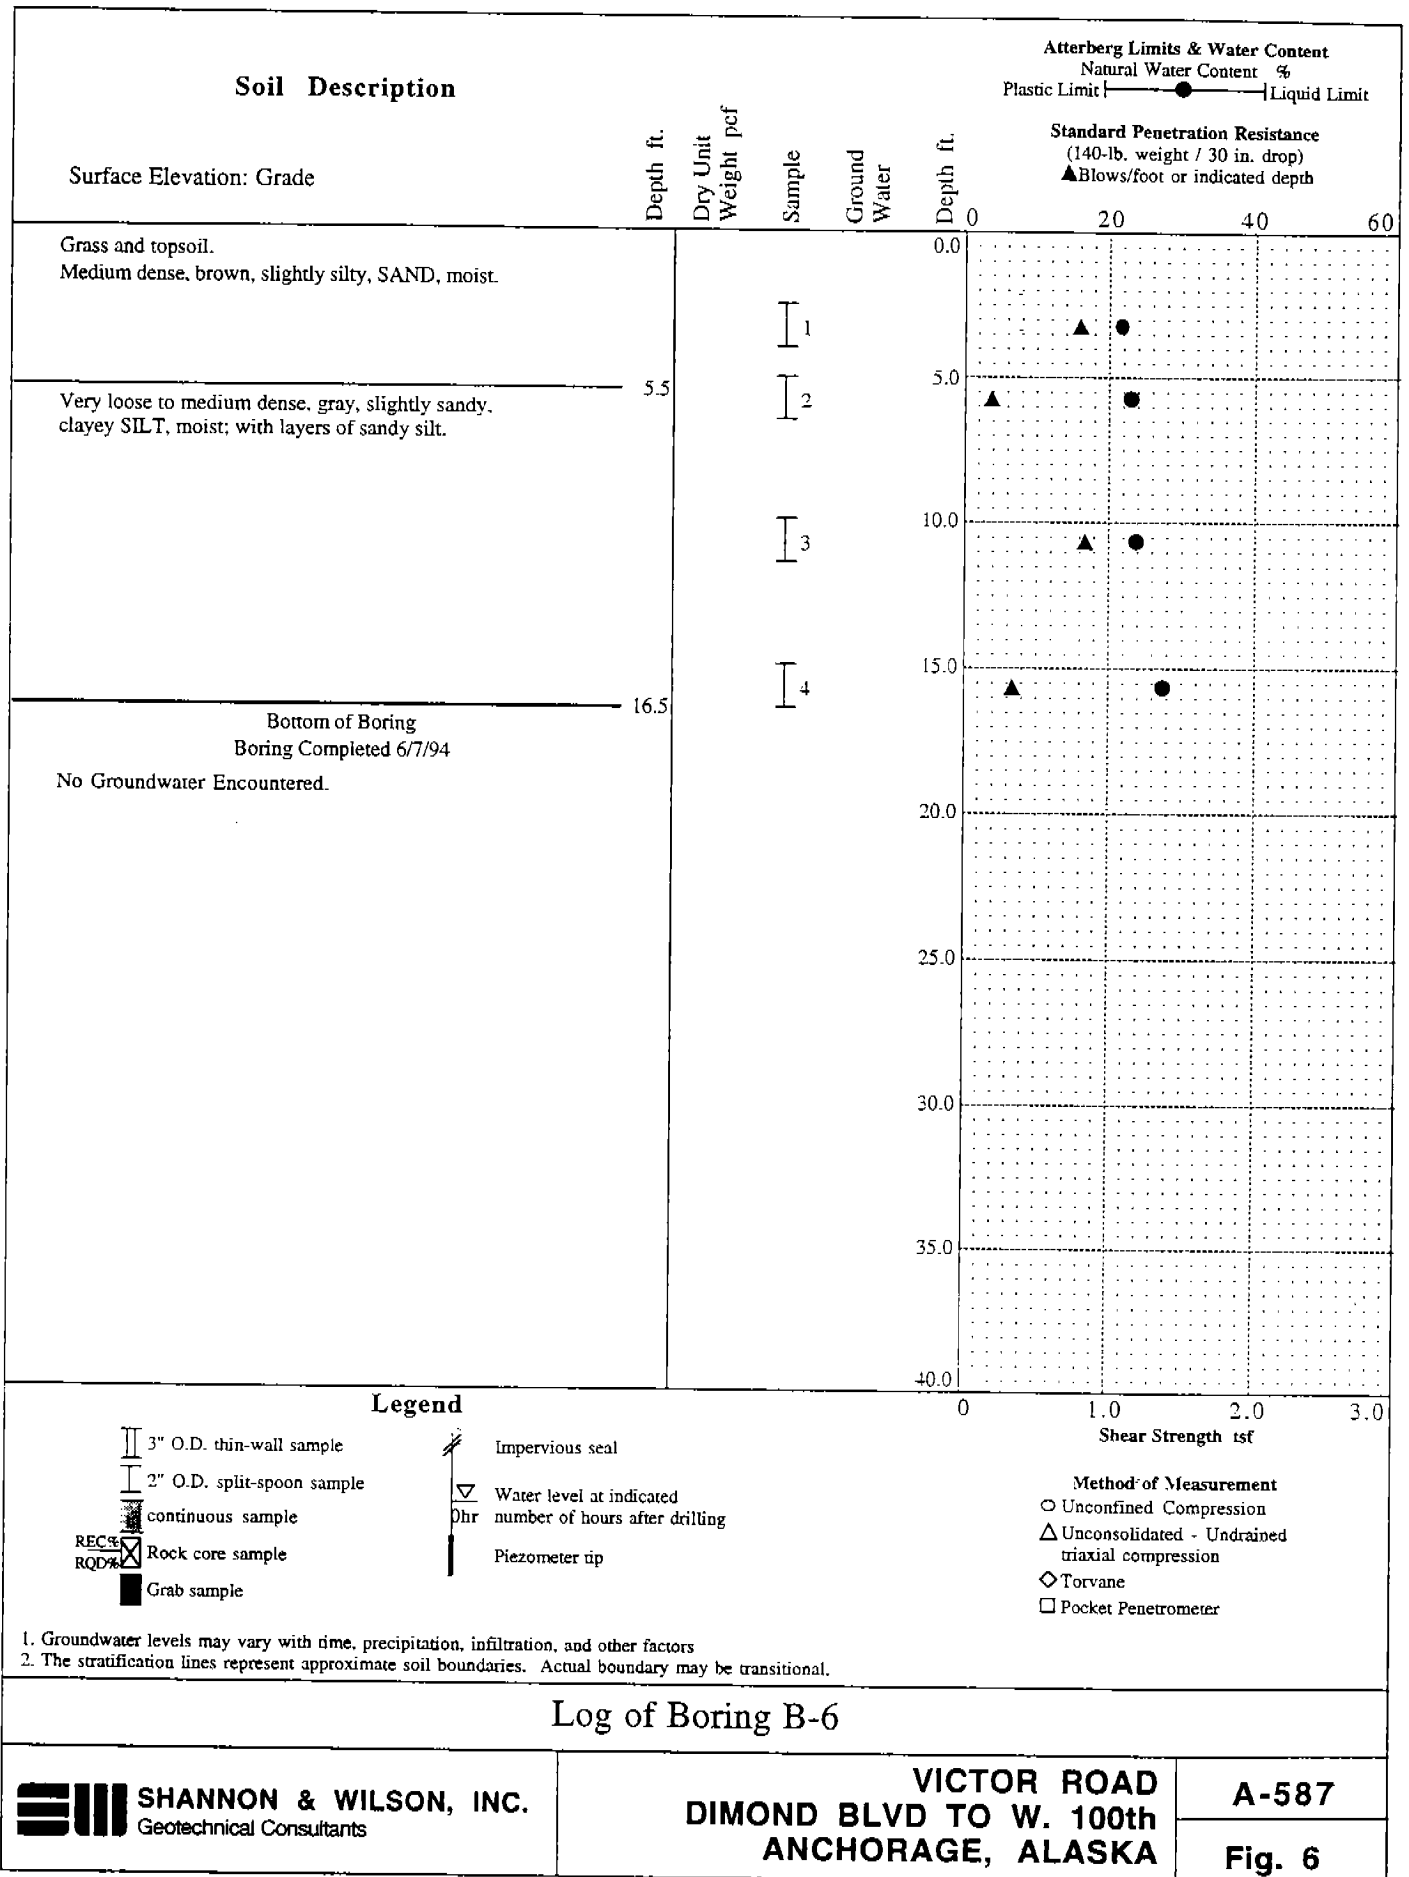 Soil Description
Surface Elevation: Grade
Depth ft.
Dry Unit
Weight pcf
Sample
Ground
Water
Depth ft.
Atterberg Limits & Water Content
Natural Water Content %
Plastic Limit Liquid Limit
Standard Penetration Resistance
(140-lb. weight / 30 in. drop)
▲Blows/foot or indicated depth
0 20 40 60
Grass and topsoil.
Medium dense, brown, slightly silty, SAND, moist.
5.5
Very loose to medium dense, gray, slightly sandy,
clayey SILT, moist; with layers of sandy silt.
16.5
Bottom of Boring
Boring Completed 6/7/94
No Groundwater Encountered.
1
2
3
4
0.0
5.0
10.0
15.0
20.0
25.0
30.0
35.0
40.0
0 1.0 2.0 3.0
Shear Strength tsf
Legend
3" O.D. thin-wall sample
2" O.D. split-spoon sample
continuous sample
REC%
RQD%
Rock core sample
Grab sample
Impervious seal
Water level at indicated
0hr number of hours after drilling
Piezometer tip
Method of Measurement
Unconfined Compression
Unconsolidated - Undrained
triaxial compression
Torvane
Pocket Penetrometer
1. Groundwater levels may vary with time, precipitation, infiltration, and other factors
2. The stratification lines represent approximate soil boundaries. Actual boundary may be transitional.
Log of Boring B-6
SHANNON & WILSON, INC.
Geotechnical Consultants
VICTOR ROAD
DIMOND BLVD TO W. 100th
ANCHORAGE, ALASKA
A-587
Fig. 6